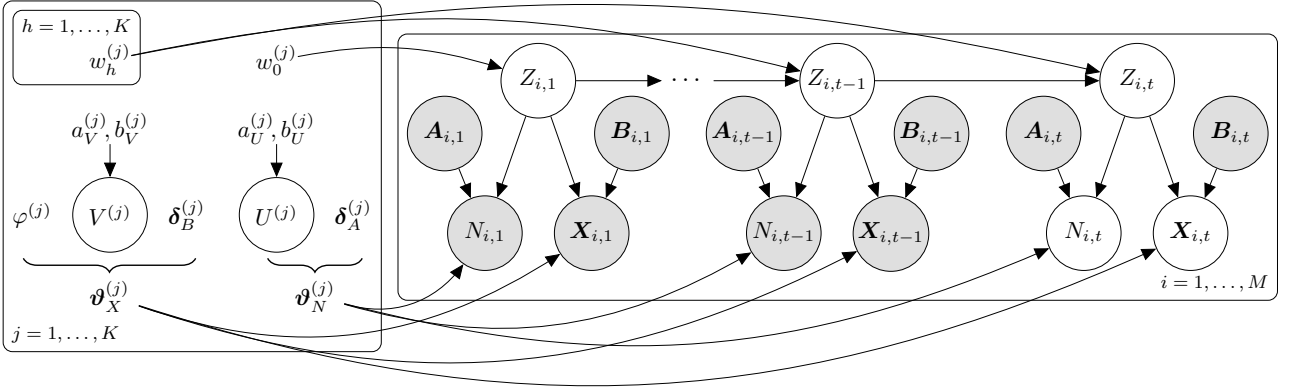 h = 1, . . . , K
w_h^{(j)}
w_0^{(j)}
Z_{i,1}
· · ·
Z_{i,t−1}
Z_{i,t}
A_{i,1}
B_{i,1}
A_{i,t−1}
B_{i,t−1}
A_{i,t}
B_{i,t}
a_V^{(j)}, b_V^{(j)}
a_U^{(j)}, b_U^{(j)}
φ^{(j)}
V^{(j)}
δ_B^{(j)}
U^{(j)}
δ_A^{(j)}
N_{i,1}
X_{i,1}
N_{i,t−1}
X_{i,t−1}
N_{i,t}
X_{i,t}
ϑ_X^{(j)}
ϑ_N^{(j)}
i = 1, . . . , M
j = 1, . . . , K